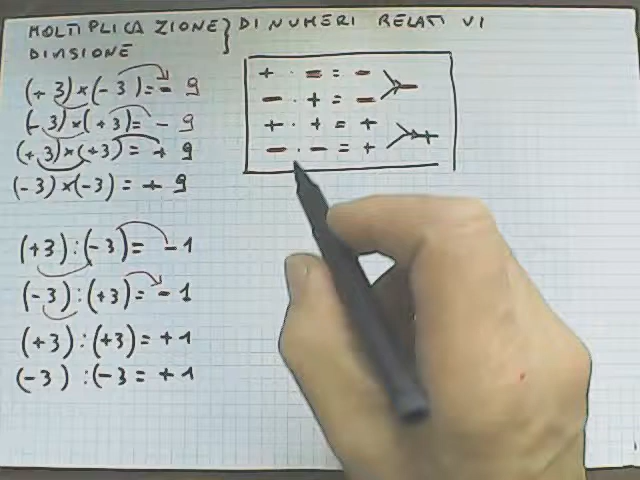 MOLTIPLICAZIONE } DI NUMERI RELATIVI
DIVISIONE
(+3)×(-3)=- 9
(-3)×(+3)=- 9
(+3)×(+3)=+ 9
(-3)×(-3)=+ 9
(+3):(-3)=-1
(-3):(+3)=-1
(+3):(+3)=+1
(-3):(-3=+1
+ · - = -
- · + = - > -
+ · + = +
- · - = + > +